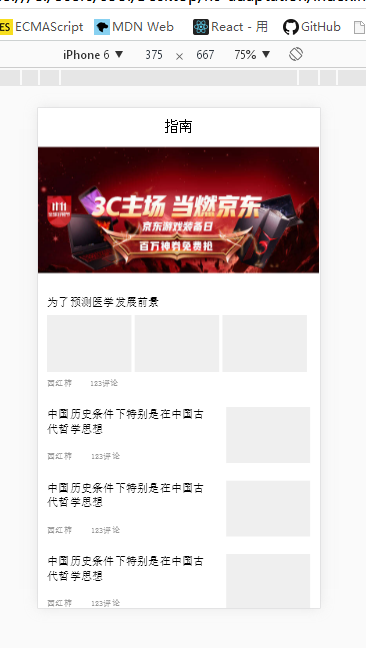 ECMAScript MDN Web React - 用 GitHub
iPhone 6 ▼ 375 × 667 75% ▼
指南
11.11
3C主场 当燃京东
京东游戏装备日
百万神券免费抢
为了预测医学发展前景
西红柿 123评论
中国历史条件下特别是在中国古
代哲学思想
西红柿 123评论
中国历史条件下特别是在中国古
代哲学思想
西红柿 123评论
中国历史条件下特别是在中国古
代哲学思想
西红柿 123评论